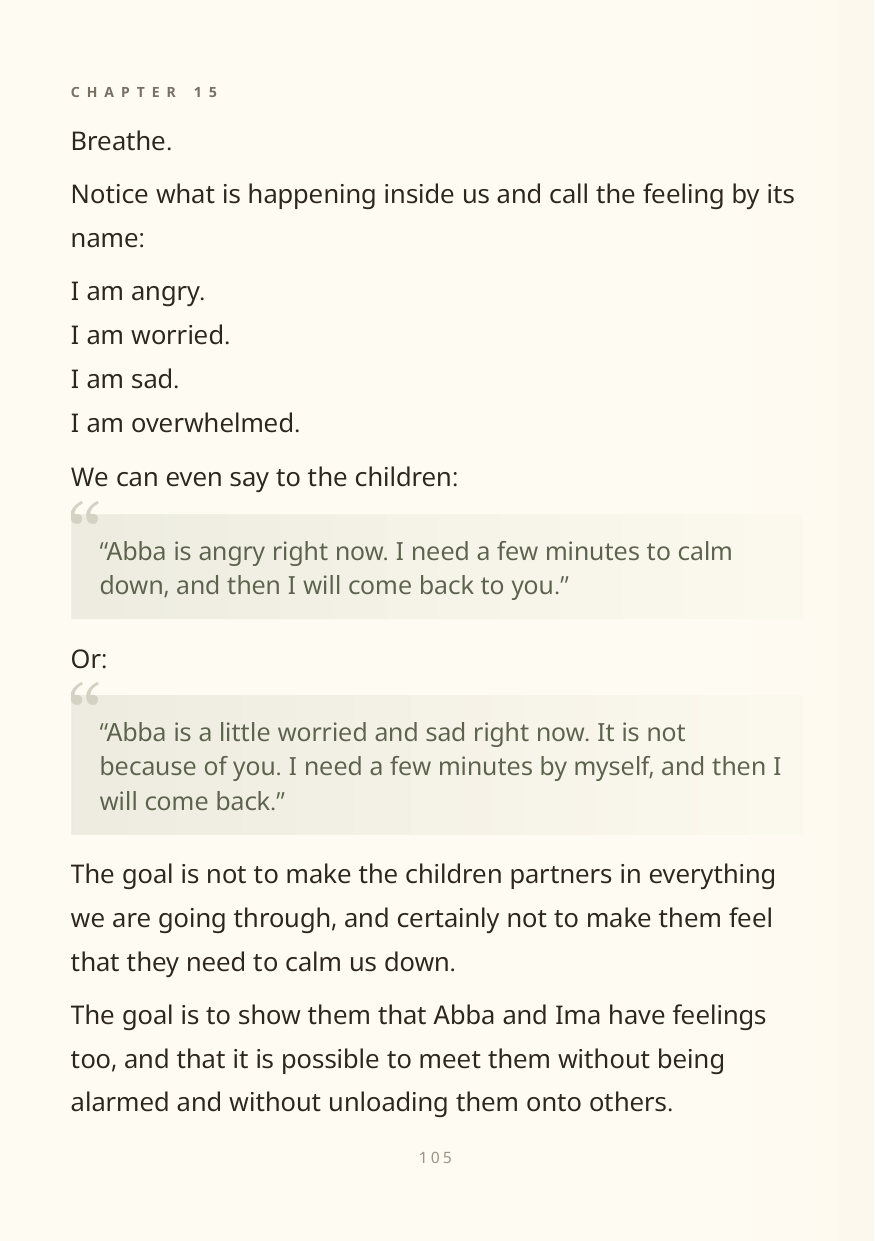 CHAPTER 15
Breathe.
Notice what is happening inside us and call the feeling by its
name:
I am angry.
I am worried.
I am sad.
I am overwhelmed.
We can even say to the children:
“
“Abba is angry right now. I need a few minutes to calm
down, and then I will come back to you.”
Or:
“
“Abba is a little worried and sad right now. It is not
because of you. I need a few minutes by myself, and then I
will come back.”
The goal is not to make the children partners in everything
we are going through, and certainly not to make them feel
that they need to calm us down.
The goal is to show them that Abba and Ima have feelings
too, and that it is possible to meet them without being
alarmed and without unloading them onto others.
105